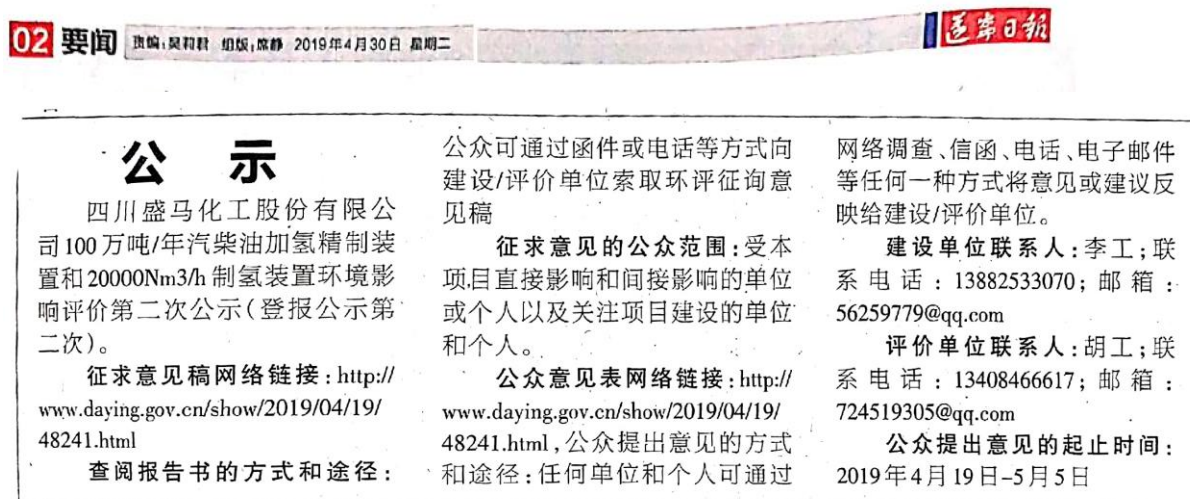 02 要闻 责编:吴莉君 组版:席静 2019年4月30日 星期二
遂宁日报
公 示
四川盛马化工股份有限公
司100万吨/年汽柴油加氢精制装
置和20000Nm3/h制氢装置环境影
响评价第二次公示(登报公示第
二次)。
征求意见稿网络链接:http://
www.daying.gov.cn/show/2019/04/19/
48241.html
查阅报告书的方式和途径:
公众可通过函件或电话等方式向
建设/评价单位索取环评征询意
见稿
征求意见的公众范围:受本
项目直接影响和间接影响的单位
或个人以及关注项目建设的单位
和个人。
公众意见表网络链接:http://
www.daying.gov.cn/show/2019/04/19/
48241.html,公众提出意见的方式
和途径:任何单位和个人可通过
网络调查、信函、电话、电子邮件
等任何一种方式将意见或建议反
映给建设/评价单位。
建设单位联系人:李工;联
系电话:13882533070;邮箱:
56259779@qq.com
评价单位联系人:胡工;联
系电话:13408466617;邮箱:
724519305@qq.com
公众提出意见的起止时间:
2019年4月19日-5月5日